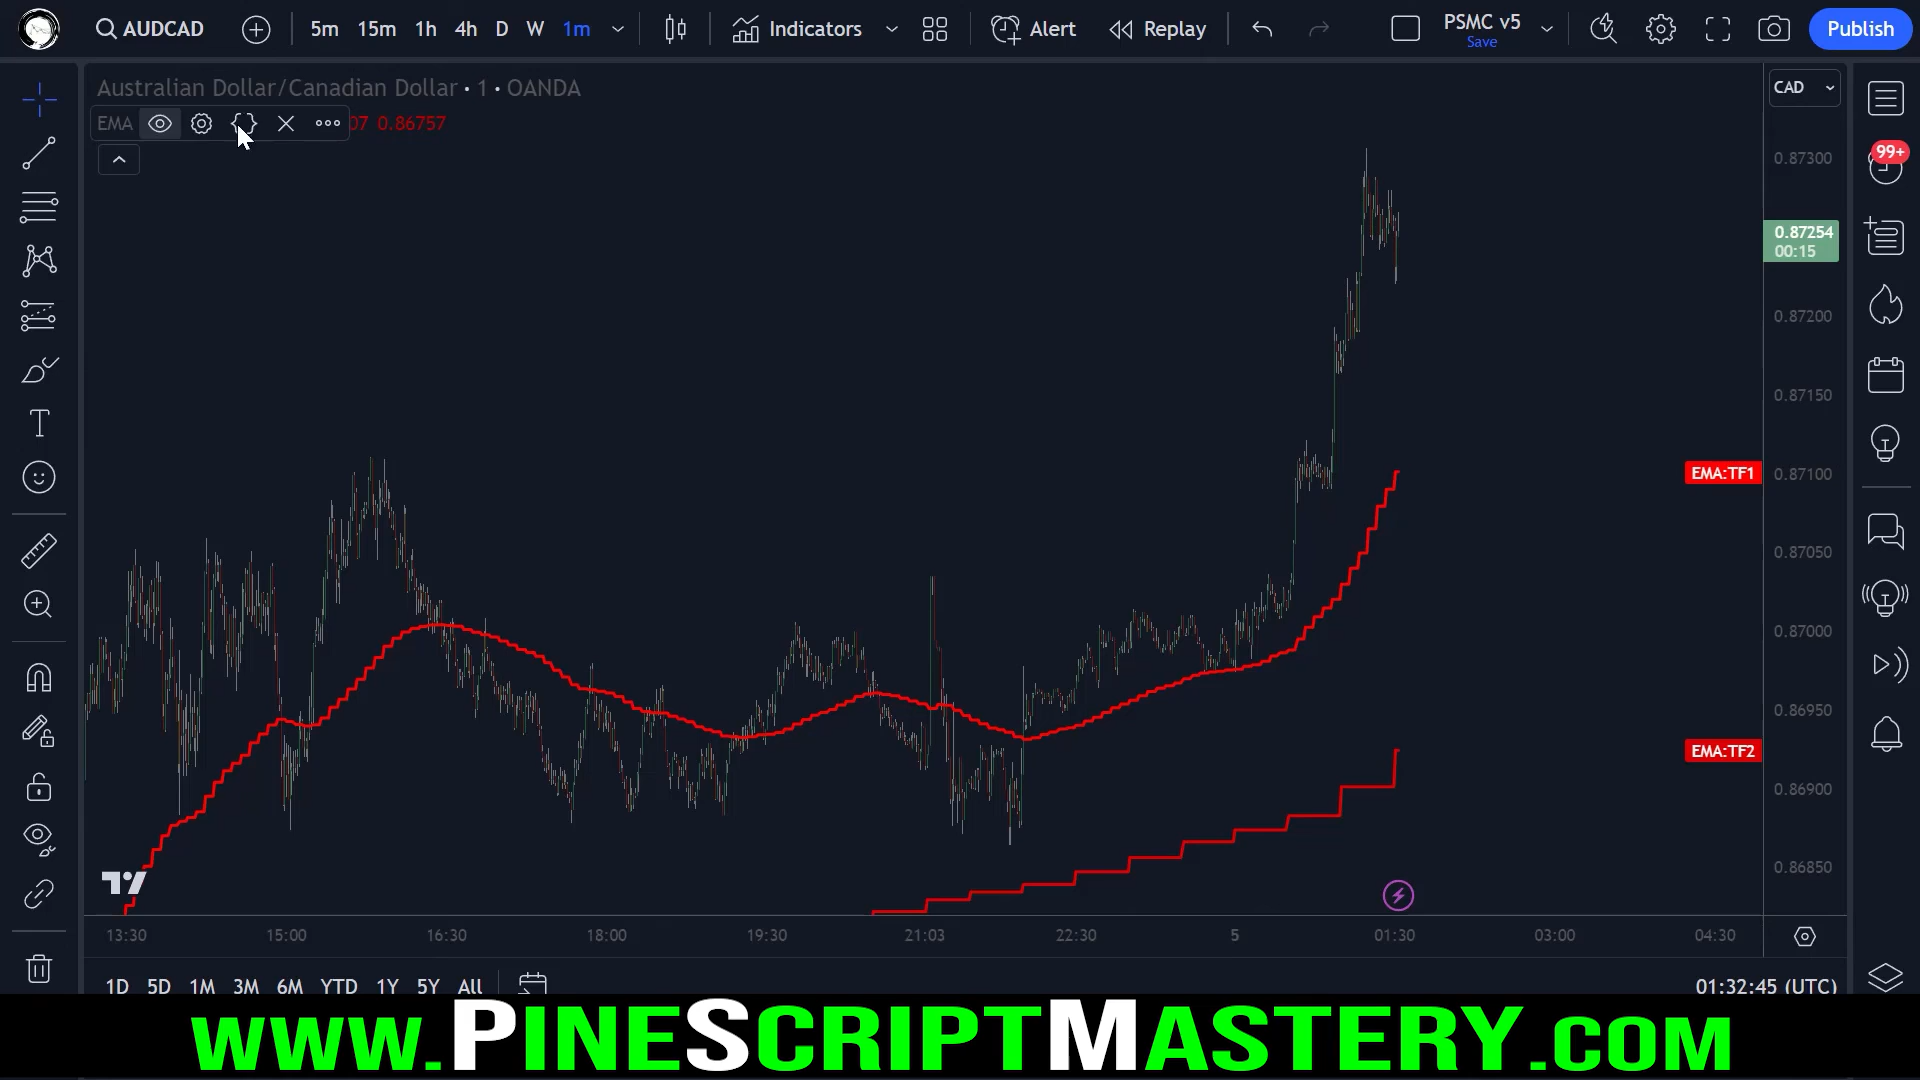 AUDCAD 5m 15m 1h 4h D W 1m Indicators Alert Replay PSMC v5 Publish
Save
Australian Dollar/Canadian Dollar • 1 • OANDA
CAD
EMA 07 0.86757
99+
0.87300
0.87254
00:15
0.87200
0.87150
EMA:TF1 0.87100
0.87050
0.87000
0.86950
EMA:TF2
0.86900
0.86850
13:30 15:00 16:30 18:00 19:30 21:03 22:30 5 01:30 03:00 04:30
1D 5D 1M 3M 6M YTD 1Y 5Y All 01:32:45 (UTC)
www.PineScriptMastery.com